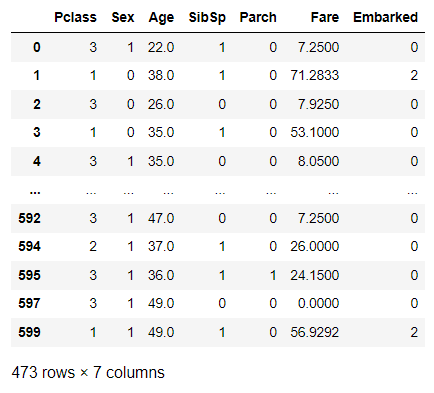 Pclass Sex Age SibSp Parch Fare Embarked
0 3 1 22.0 1 0 7.2500 0
1 1 0 38.0 1 0 71.2833 2
2 3 0 26.0 0 0 7.9250 0
3 1 0 35.0 1 0 53.1000 0
4 3 1 35.0 0 0 8.0500 0
... ... ... ... ... ... ... ...
592 3 1 47.0 0 0 7.2500 0
594 2 1 37.0 1 0 26.0000 0
595 3 1 36.0 1 1 24.1500 0
597 3 1 49.0 0 0 0.0000 0
599 1 1 49.0 1 0 56.9292 2
473 rows × 7 columns